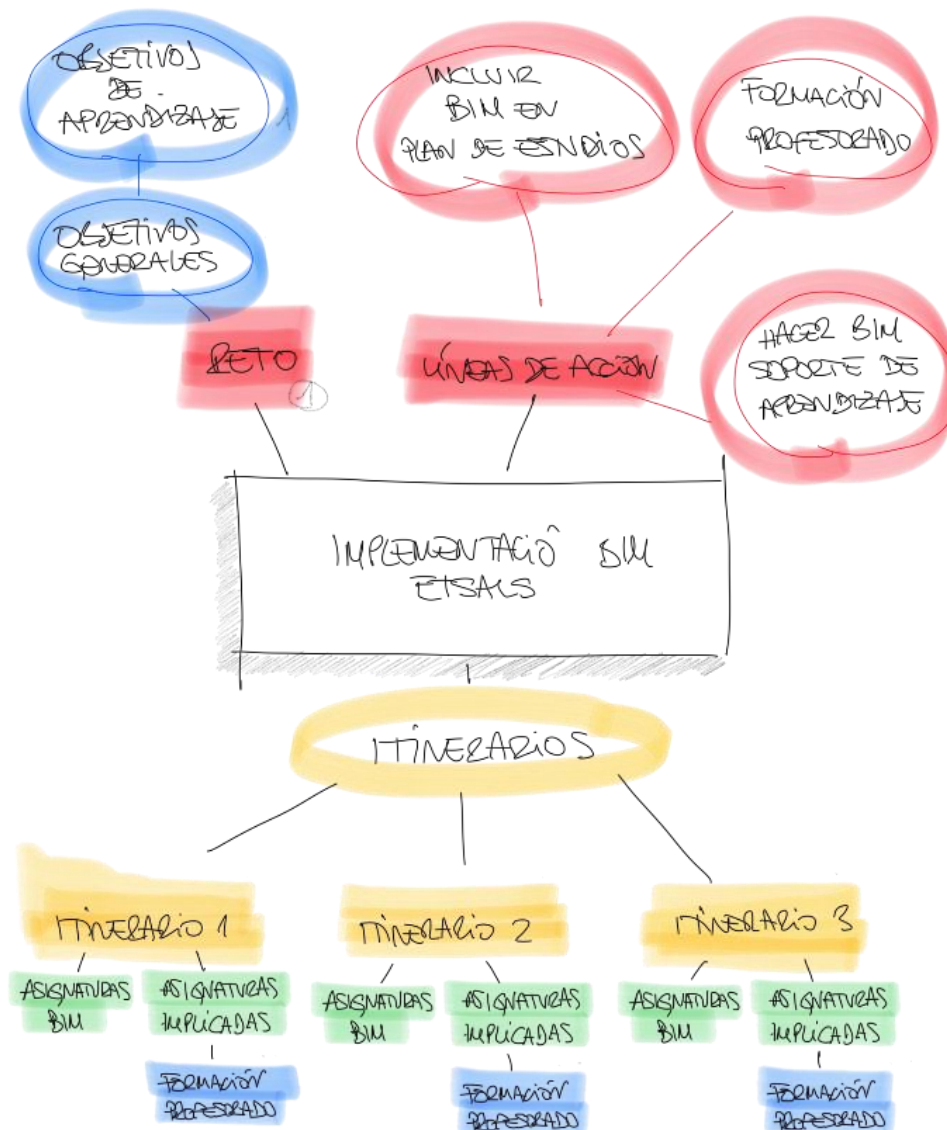 OBJETIVOS
DE
APRENDIZAJE
1
INCLUIR
BIM EN
PLAN DE ESTUDIOS
FORMACIÓN
PROFESORADO
OBJETIVOS
GENERALES
RETO
1
LÍNEAS DE ACCIÓN
HACER BIM
SOPORTE DE
APRENDIZAJE
IMPLEMENTACIÓ BIM
ETSALS
ITINERARIOS
ITINERARIO 1
ITINERARIO 2
ITINERARIO 3
ASIGNATURAS
BIM
ASIGNATURAS
IMPLICADAS
ASIGNATURAS
BIM
ASIGNATURAS
IMPLICADAS
ASIGNATURAS
BIM
ASIGNATURAS
IMPLICADAS
FORMACIÓN
PROFESORADO
FORMACIÓN
PROFESORADO
FORMACIÓN
PROFESORADO